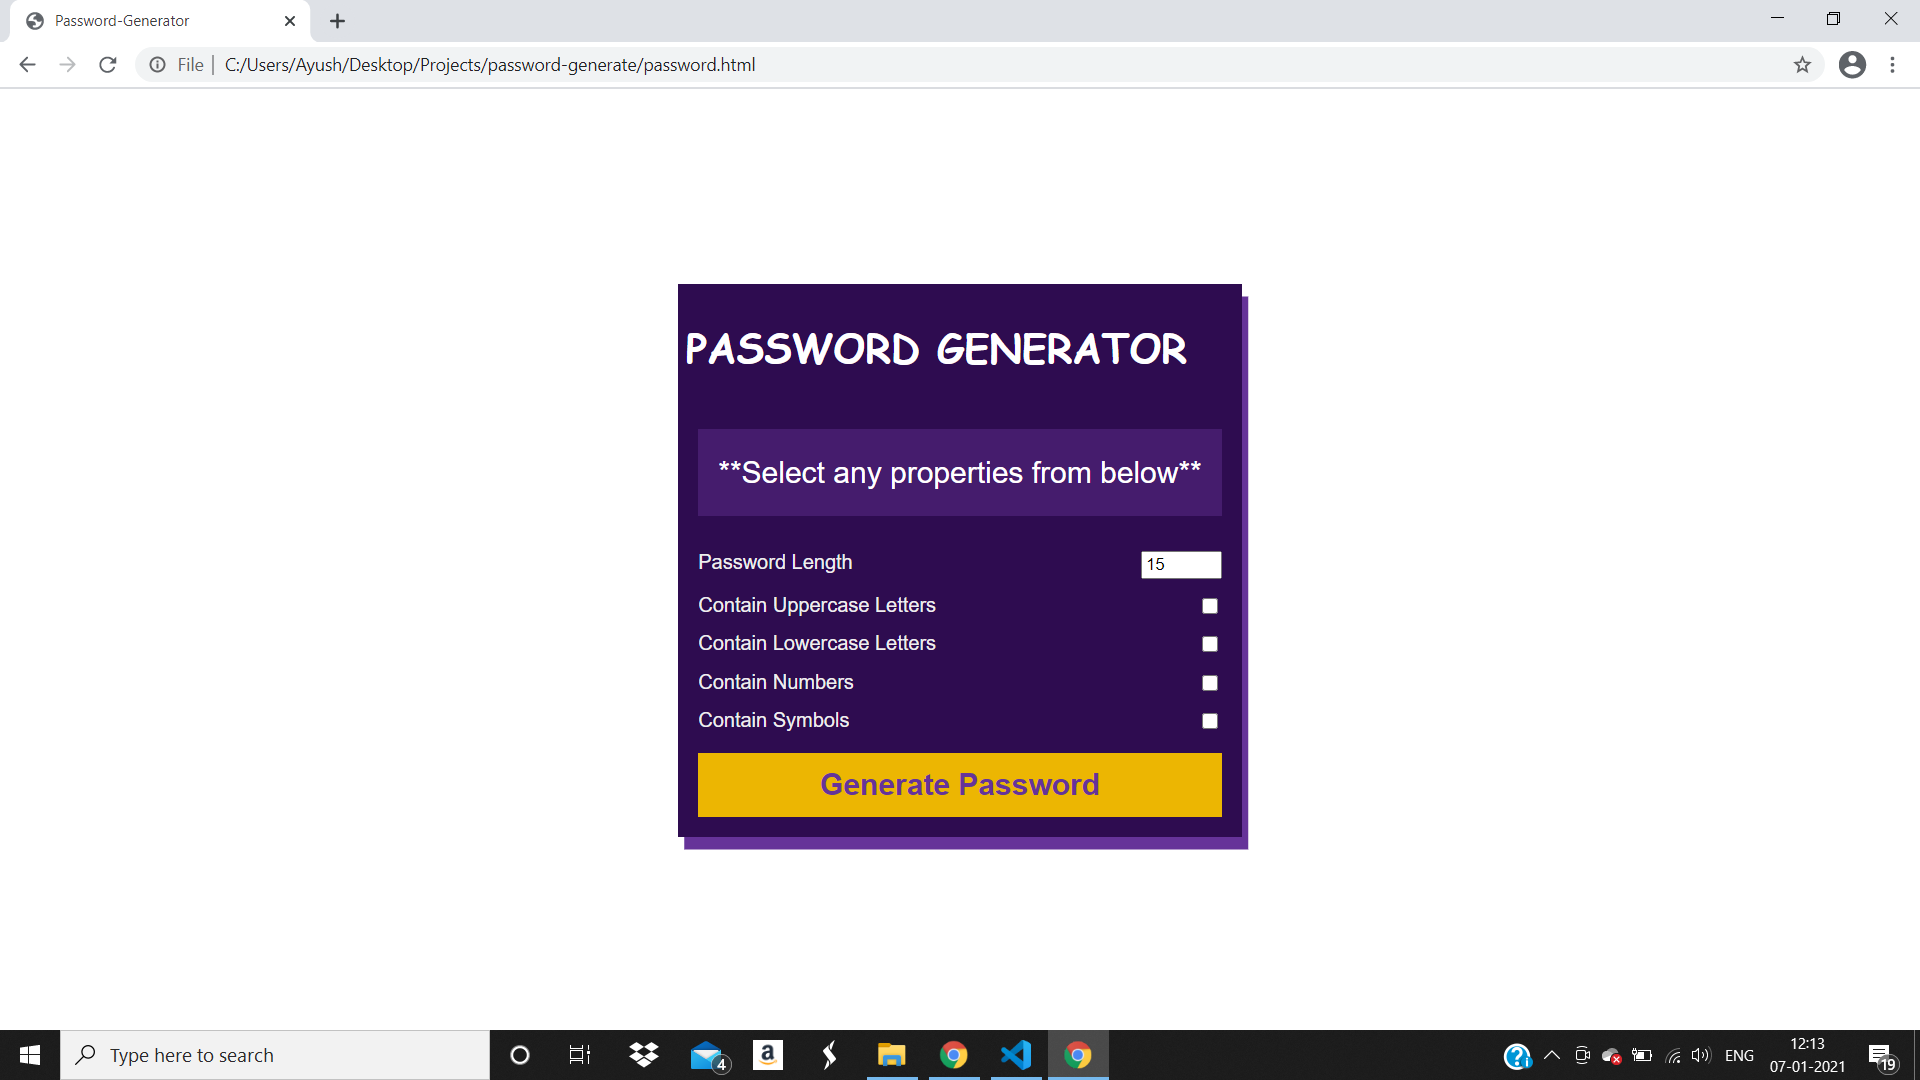 Password-Generator
File | C:/Users/Ayush/Desktop/Projects/password-generate/password.html
PASSWORD GENERATOR
**Select any properties from below**
Password Length
15
Contain Uppercase Letters
Contain Lowercase Letters
Contain Numbers
Contain Symbols
Generate Password
Type here to search
4
a
ENG
12:13
07-01-2021
19